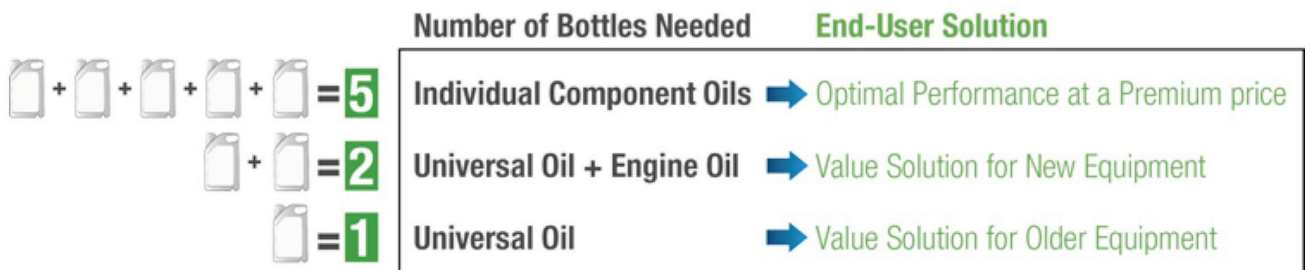 Number of Bottles Needed End-User Solution
+ + + + = 5 Individual Component Oils Optimal Performance at a Premium price
+ = 2 Universal Oil + Engine Oil Value Solution for New Equipment
= 1 Universal Oil Value Solution for Older Equipment